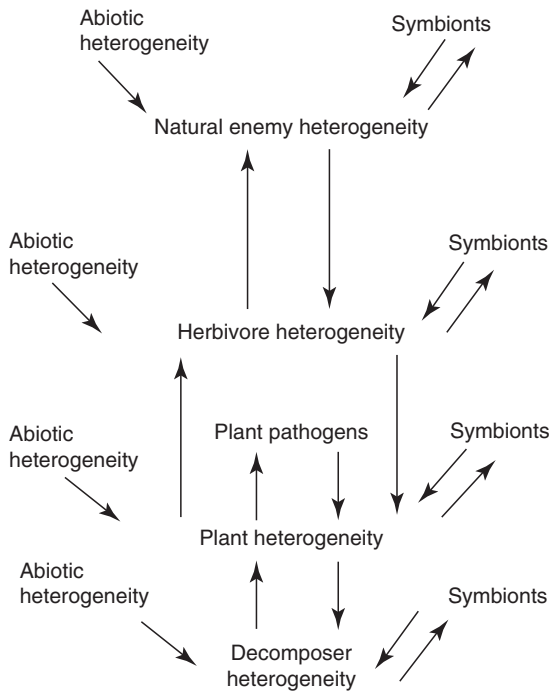 Abiotic
heterogeneity
Symbionts
Natural enemy heterogeneity
Abiotic
heterogeneity
Symbionts
Herbivore heterogeneity
Abiotic
heterogeneity
Plant pathogens
Symbionts
Plant heterogeneity
Abiotic
heterogeneity
Symbionts
Decomposer
heterogeneity